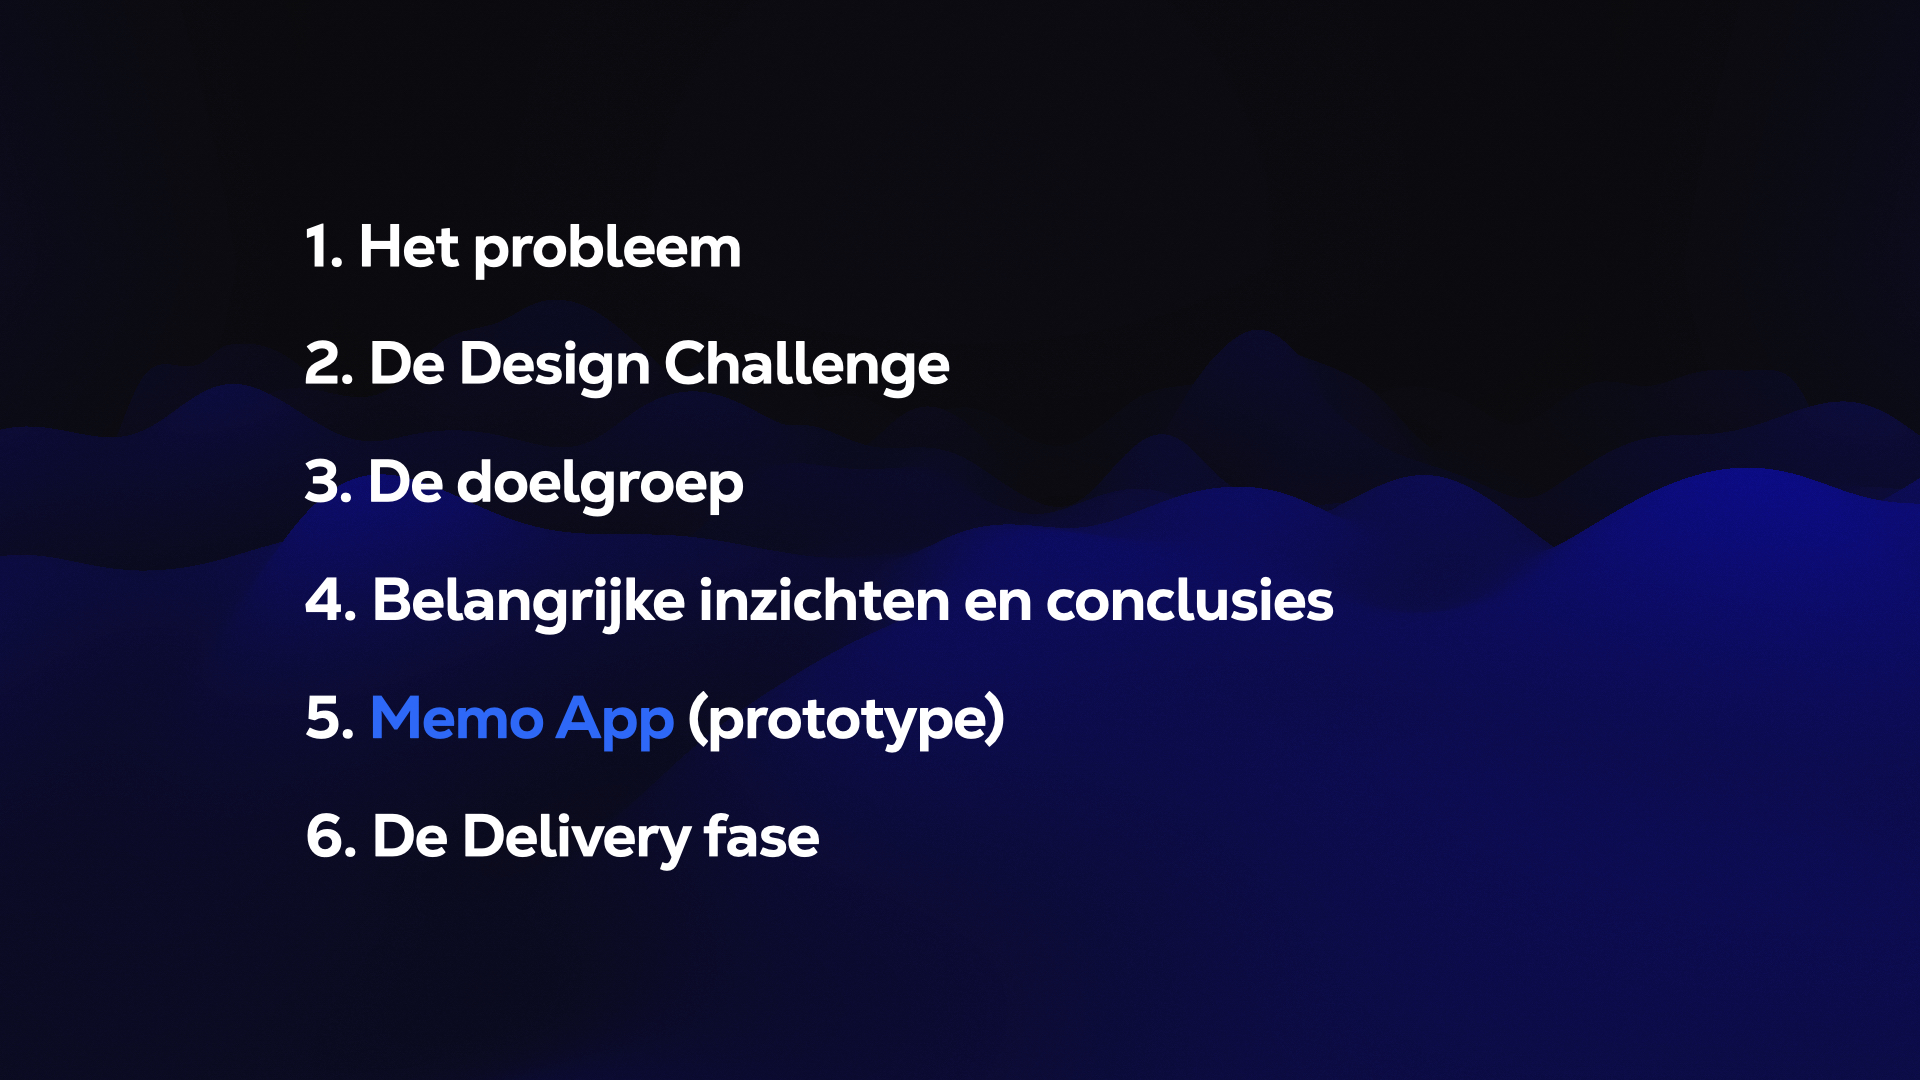 1. Het probleem
2. De Design Challenge
3. De doelgroep
4. Belangrijke inzichten en conclusies
5. Memo App (prototype)
6. De Delivery fase